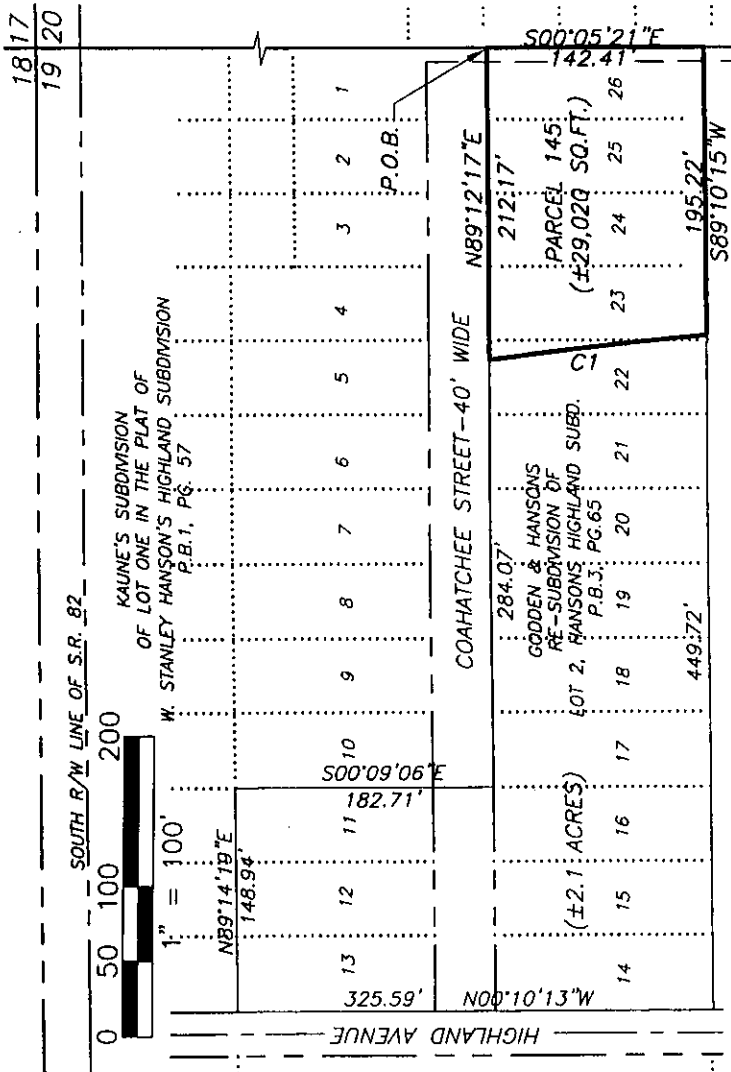 18 17
19 20
SOUTH R/W LINE OF S.R. 82
0 50 100 200
1" = 100'
KAUNE'S SUBDIVISION
OF LOT ONE IN THE PLAT OF
W. STANLEY HANSON'S HIGHLAND SUBDIVISION
P.B.1, PG. 57
N89°14'19"E
148.94'
13 12 11 10 9 8 7 6 5 4 3 2 1
S00°09'06"E
182.71'
325.59'
N00°10'13"W
HIGHLAND AVENUE
P.O.B.
COAHATCHEE STREET-40' WIDE
N89°12'17"E
284.07'
212.17'
S00°05'21"E
142.41'
GODDEN & HANSONS
RE-SUBDIVISION OF
LOT 2, HANSONS HIGHLAND SUBD.
P.B.3, PG.65
PARCEL 145
(±29,020 SQ.FT.)
C1
(±2.1 ACRES)
14 15 16 17 18 19 20 21 22 23 24 25 26
449.72'
195.22'
S89°10'15"W